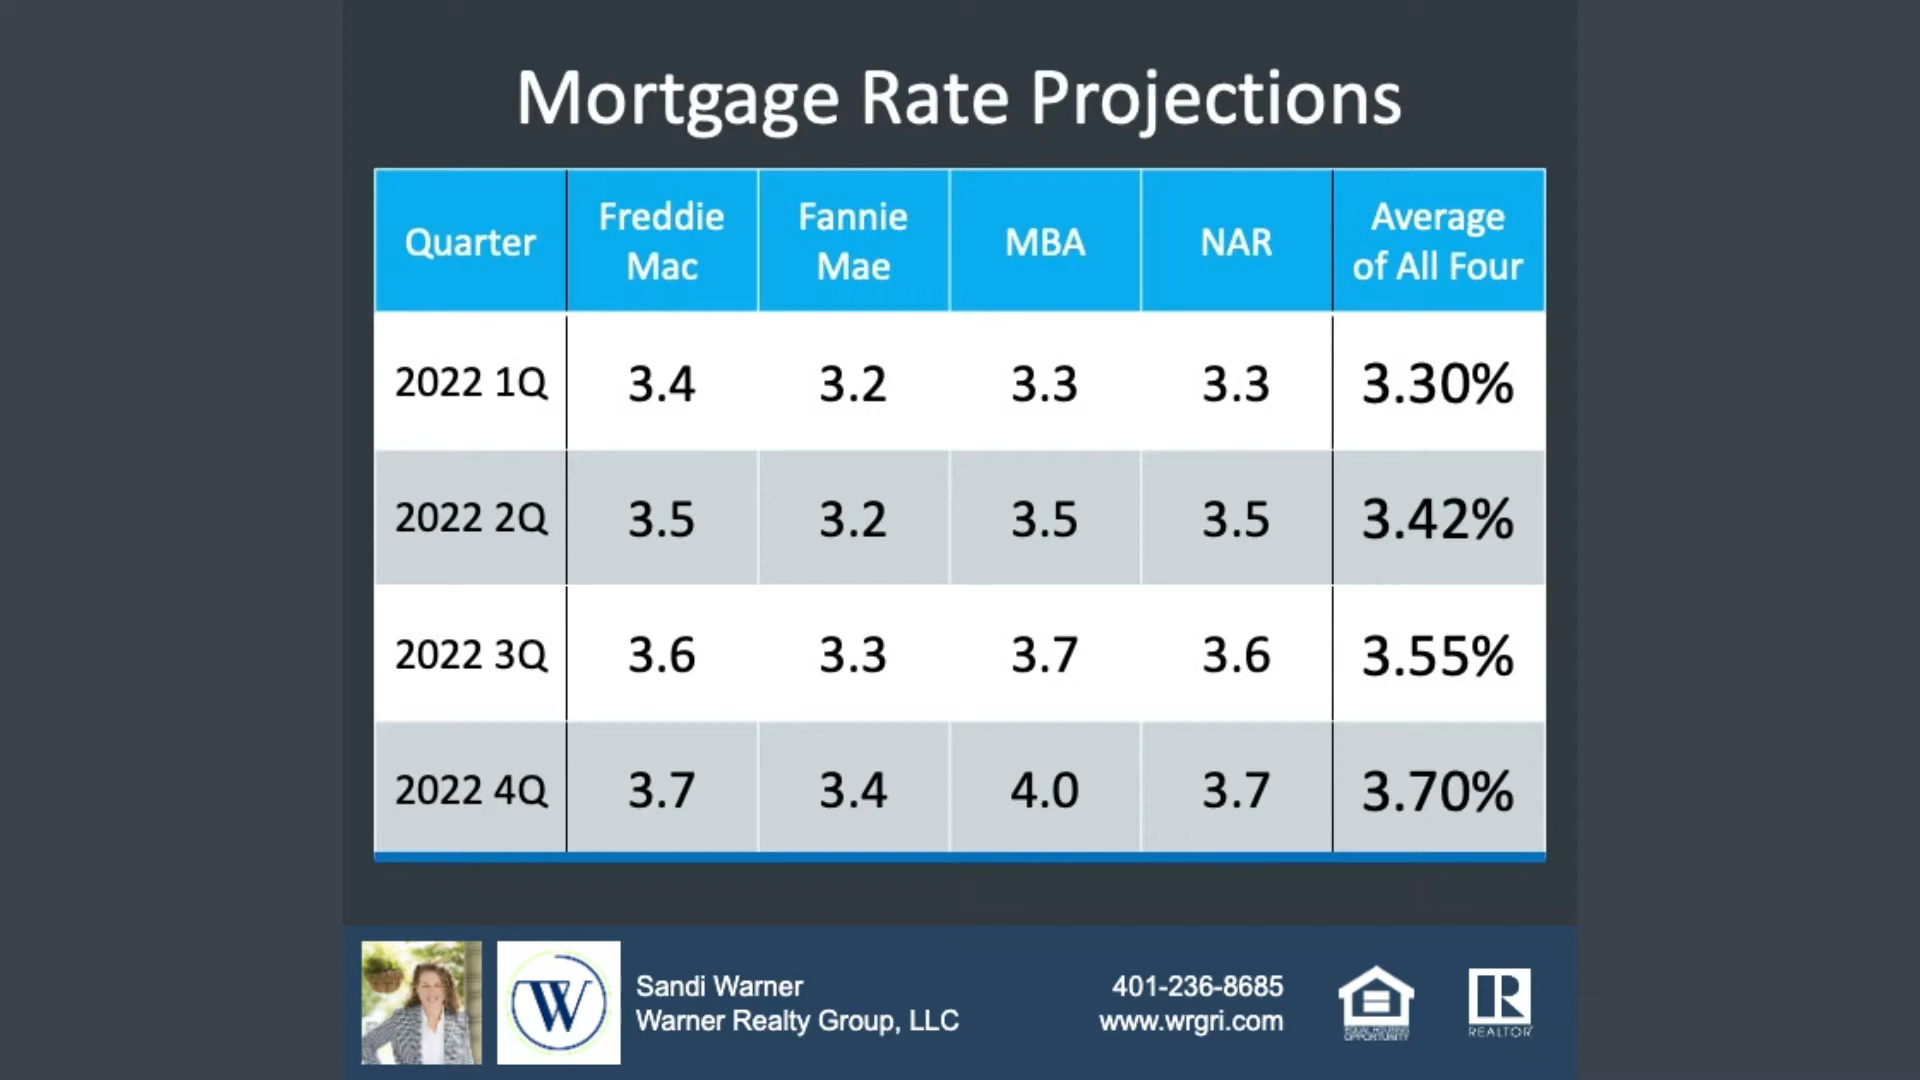 Mortgage Rate Projections
Quarter Freddie Mac Fannie Mae MBA NAR Average of All Four
2022 1Q 3.4 3.2 3.3 3.3 3.30%
2022 2Q 3.5 3.2 3.5 3.5 3.42%
2022 3Q 3.6 3.3 3.7 3.6 3.55%
2022 4Q 3.7 3.4 4.0 3.7 3.70%
W
Sandi Warner
Warner Realty Group, LLC
401-236-8685
www.wrgri.com
EQUAL HOUSING
OPPORTUNITY
R
REALTOR